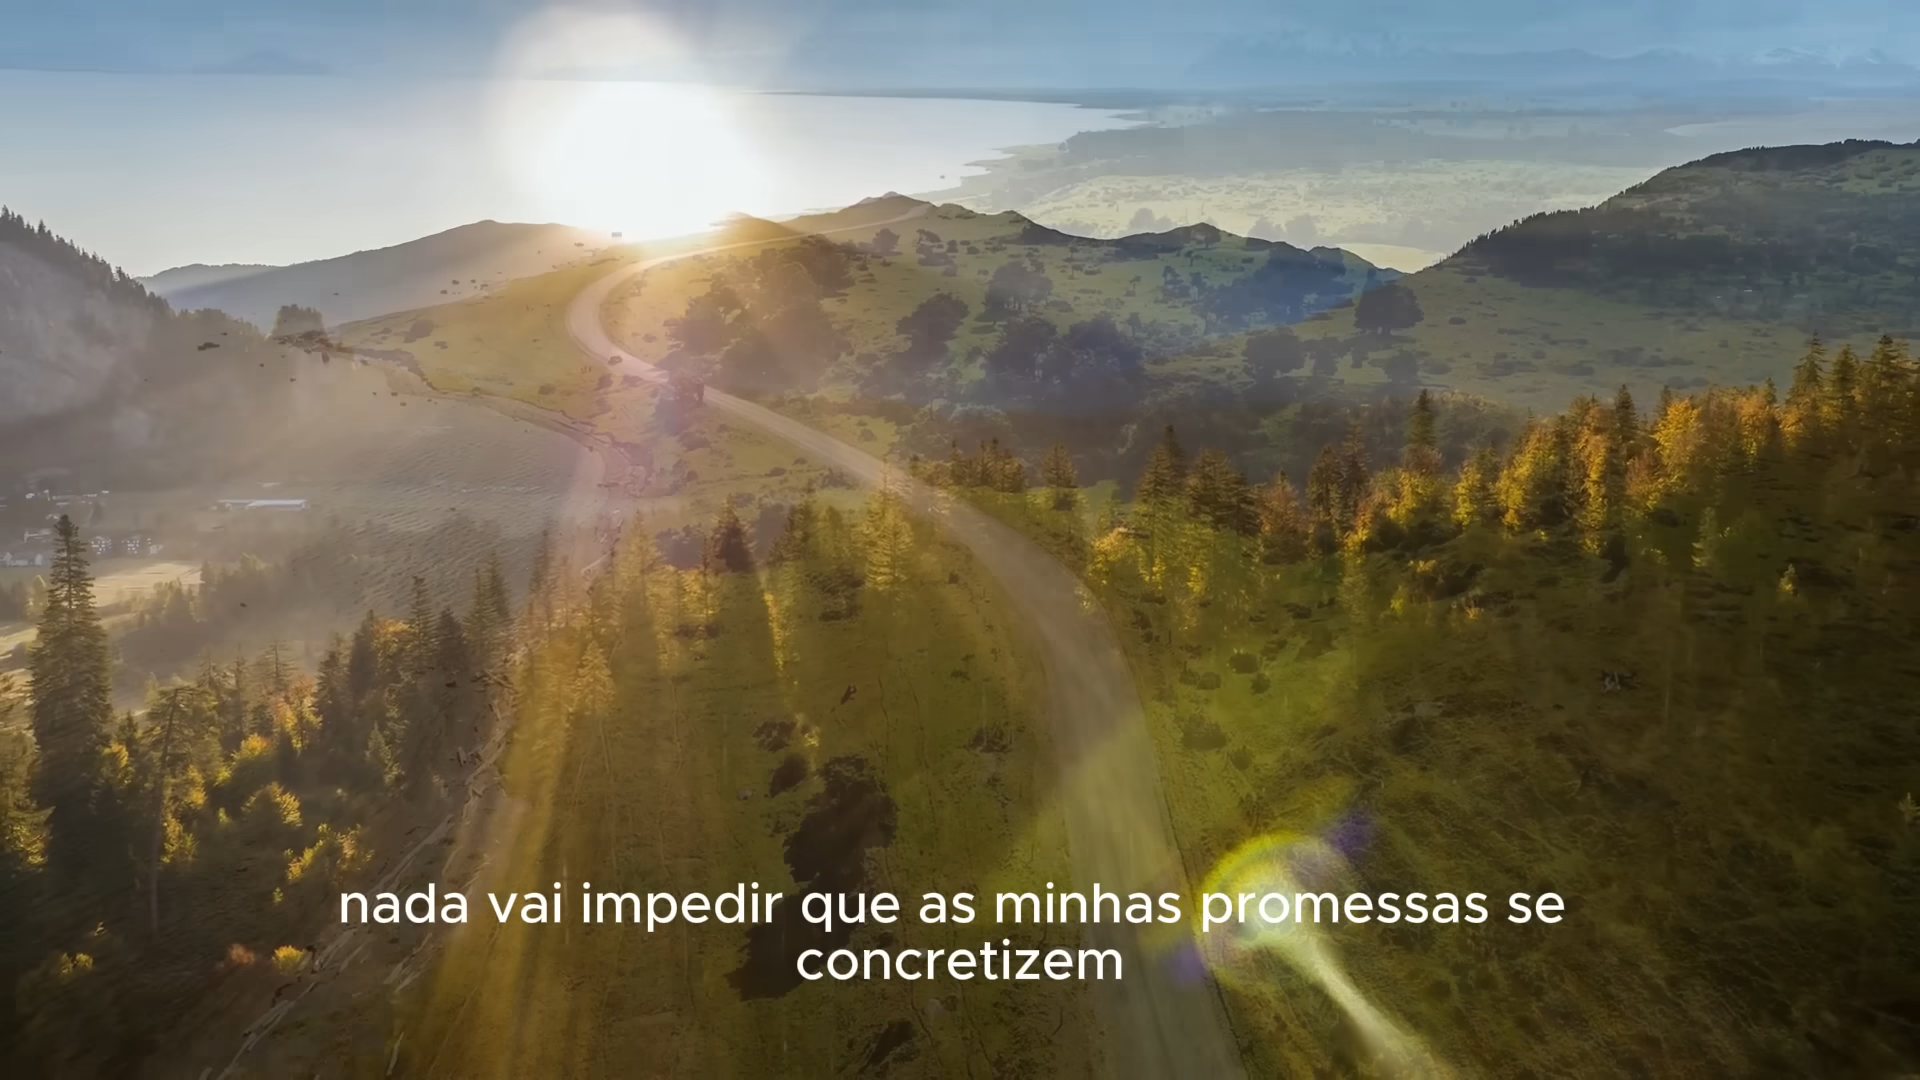 nada vai impedir que as minhas promessas se
concretizem